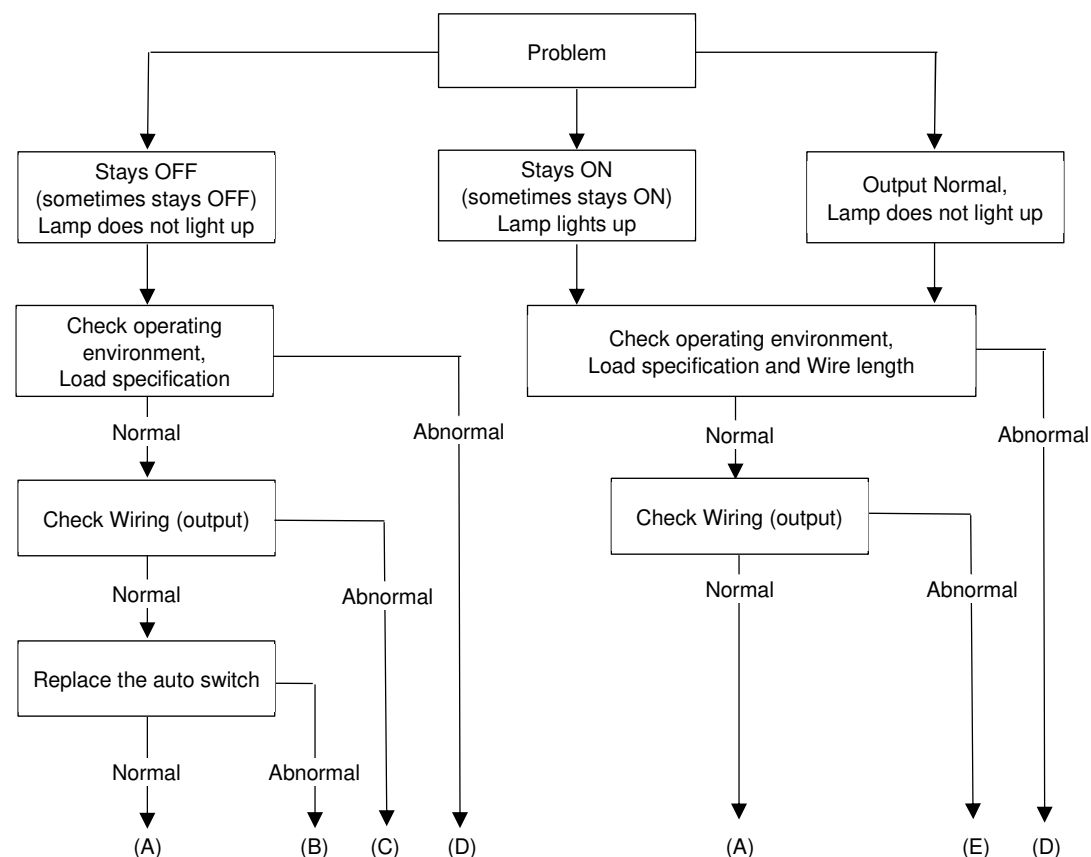 Problem
Stays OFF
(sometimes stays OFF)
Lamp does not light up
Stays ON
(sometimes stays ON)
Lamp lights up
Output Normal,
Lamp does not light up
Check operating
environment,
Load specification
Check operating environment,
Load specification and Wire length
Normal
Abnormal
Normal
Abnormal
Check Wiring (output)
Check Wiring (output)
Normal
Abnormal
Normal
Abnormal
Replace the auto switch
Normal
Abnormal
(A)
(B)
(C)
(D)
(A)
(E)
(D)